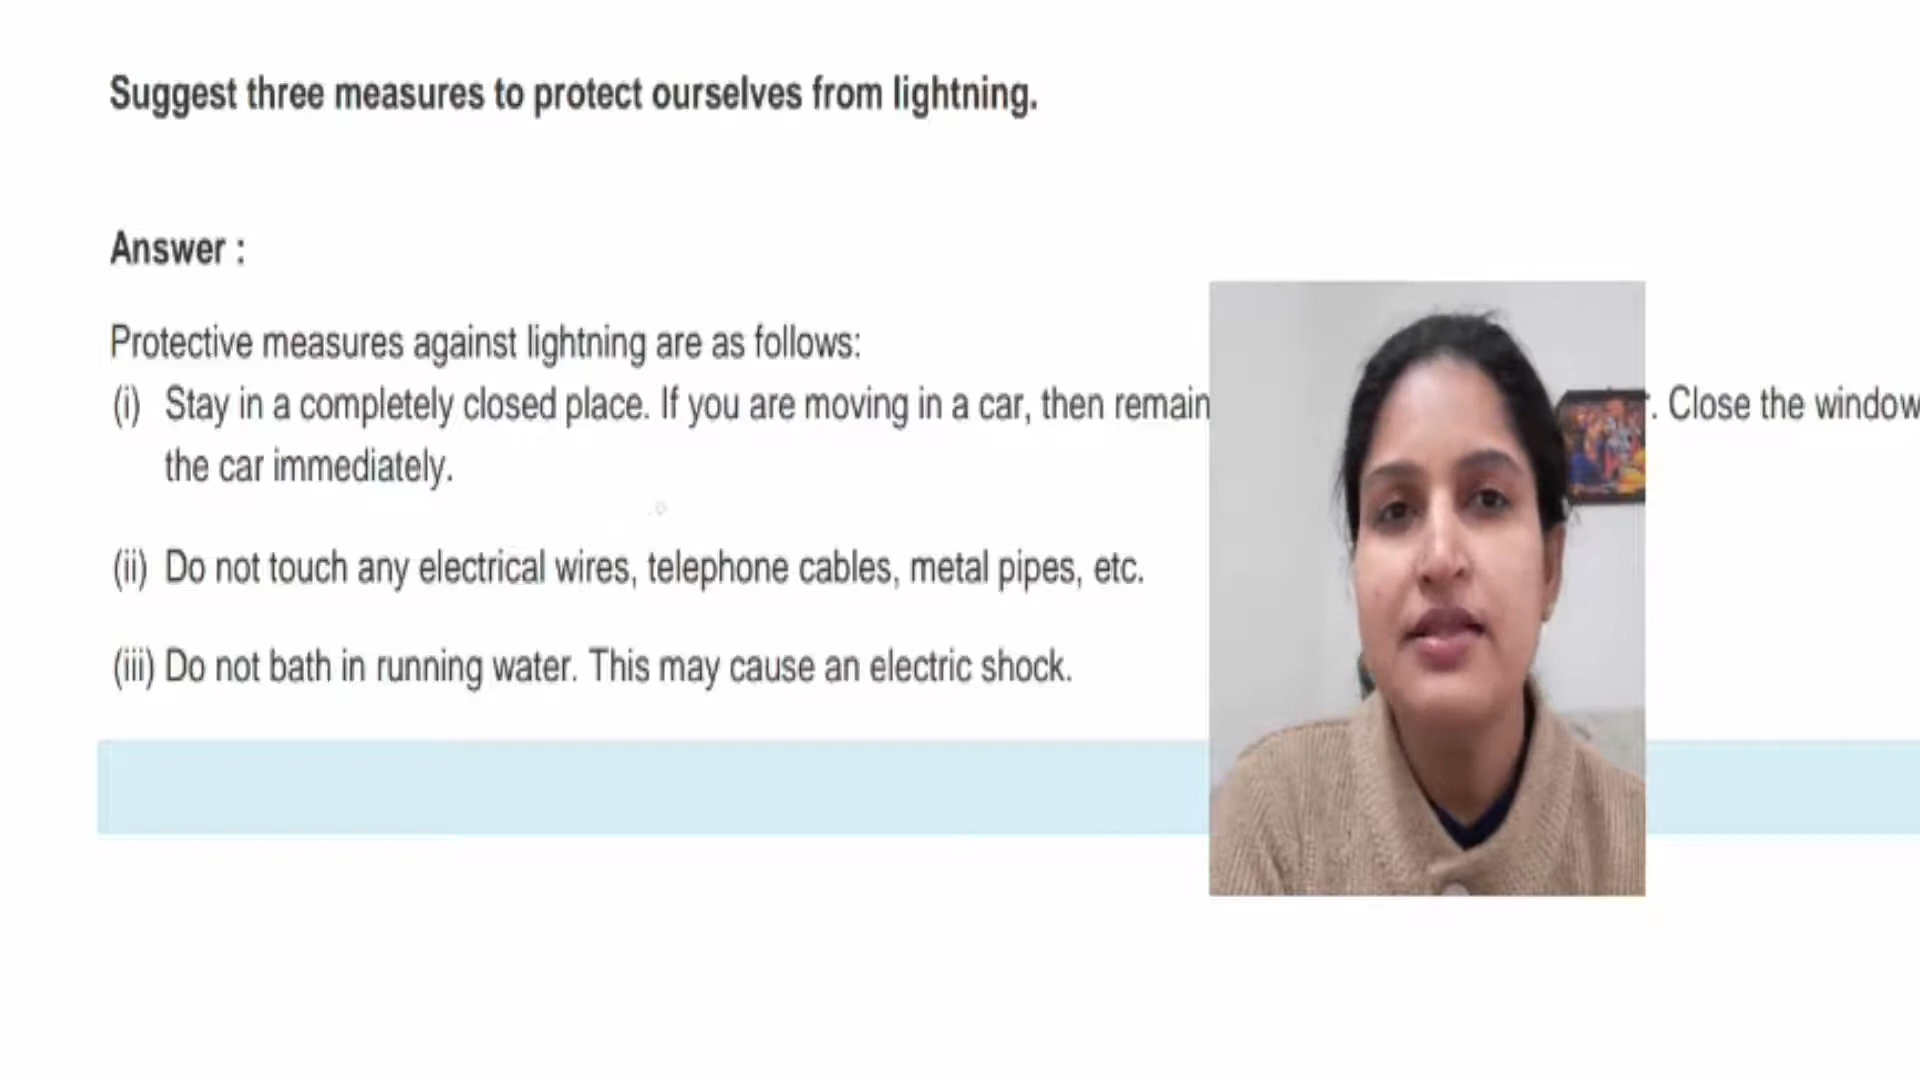 Suggest three measures to protect ourselves from lightning.
Answer :
Protective measures against lightning are as follows:
(i) Stay in a completely closed place. If you are moving in a car, then remain . Close the window
the car immediately.
(ii) Do not touch any electrical wires, telephone cables, metal pipes, etc.
(iii) Do not bath in running water. This may cause an electric shock.